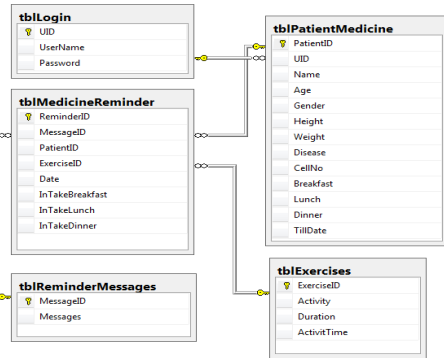 tblLogin
UID
UserName
Password
tblPatientMedicine
PatientID
UID
Name
Age
Gender
Height
Weight
Disease
CellNo
Breakfast
Lunch
Dinner
TillDate
tblMedicineReminder
ReminderID
MessageID
PatientID
ExerciseID
Date
InTakeBreakfast
InTakeLunch
InTakeDinner
tblReminderMessages
MessageID
Messages
tblExercises
ExerciseID
Activity
Duration
ActivitTime